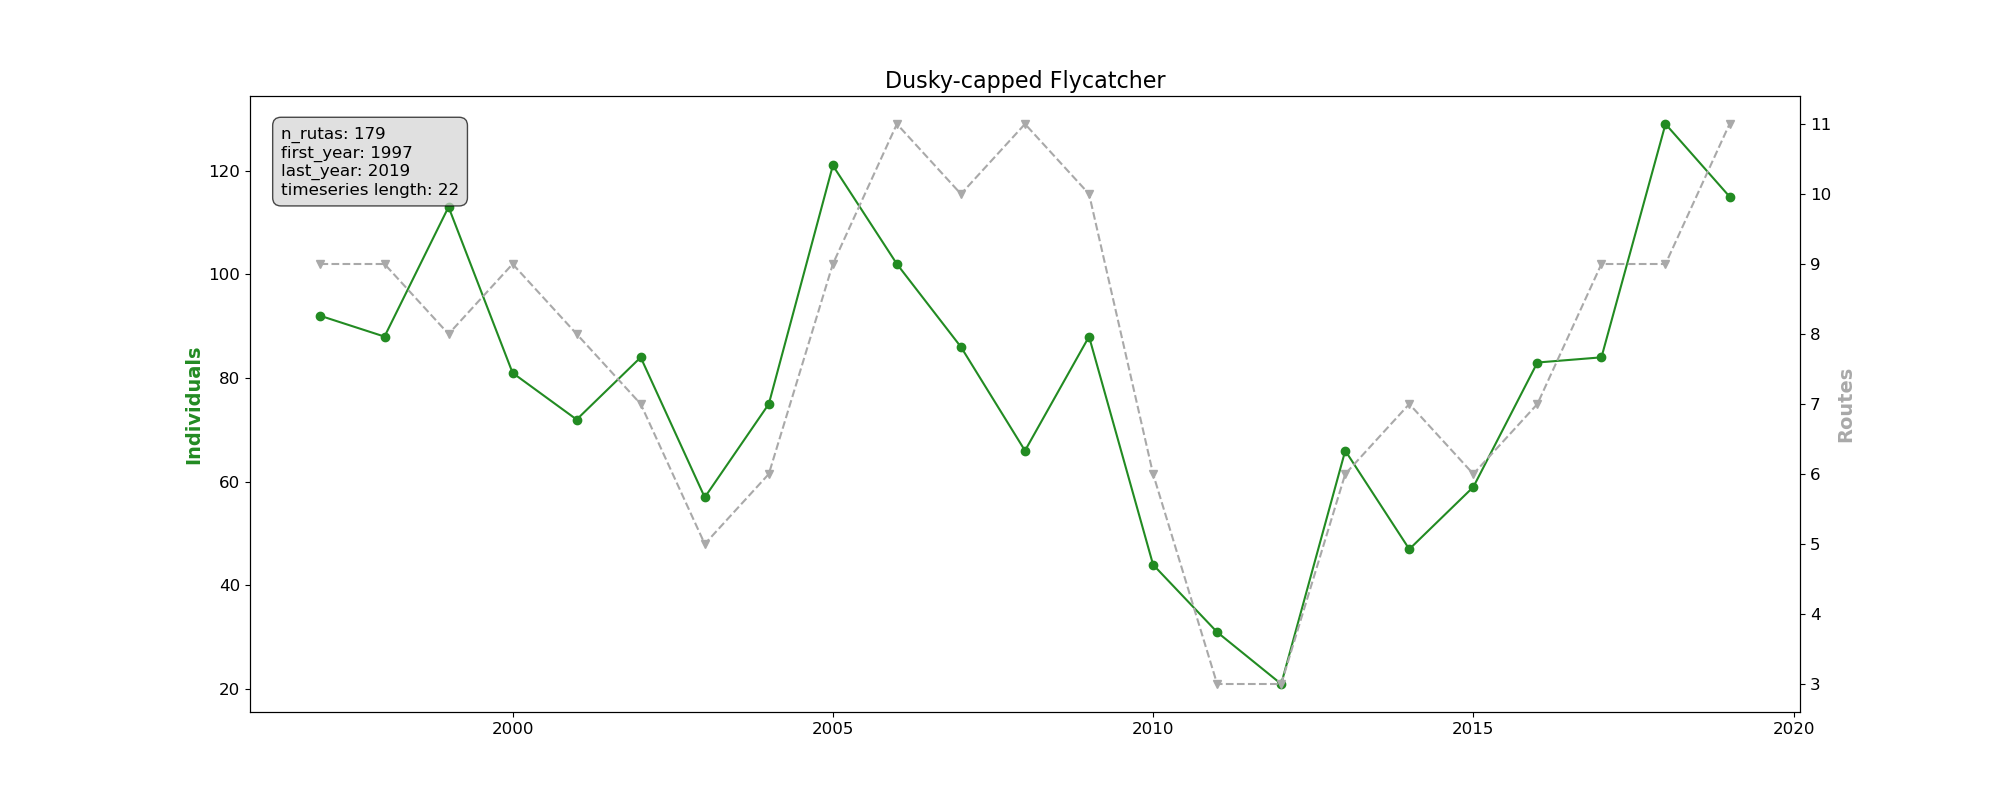 Dusky-capped Flycatcher
n_rutas: 179
first_year: 1997
last_year: 2019
timeseries length: 22
120
100
80
60
40
20
Individuals
11
10
9
8
7
6
5
4
3
Routes
2000
2005
2010
2015
2020